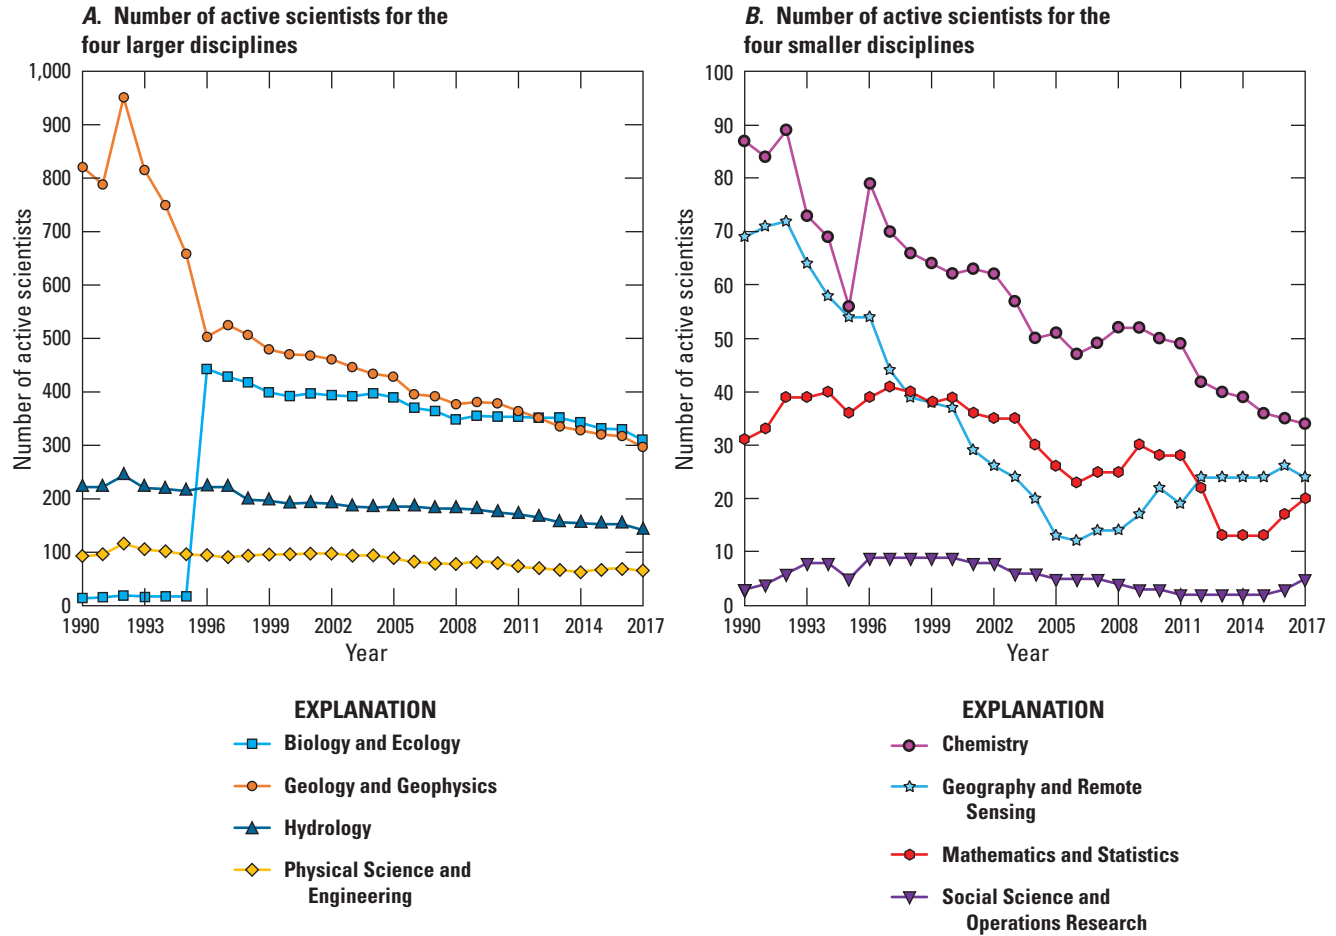 A. Number of active scientists for the
four larger disciplines
1,000
900
800
700
600
500
400
300
200
100
0
Number of active scientists
1990 1993 1996 1999 2002 2005 2008 2011 2014 2017
Year
EXPLANATION
Biology and Ecology
Geology and Geophysics
Hydrology
Physical Science and
Engineering
B. Number of active scientists for the
four smaller disciplines
100
90
80
70
60
50
40
30
20
10
0
Number of active scientists
1990 1993 1996 1999 2002 2005 2008 2011 2014 2017
Year
EXPLANATION
Chemistry
Geography and Remote
Sensing
Mathematics and Statistics
Social Science and
Operations Research